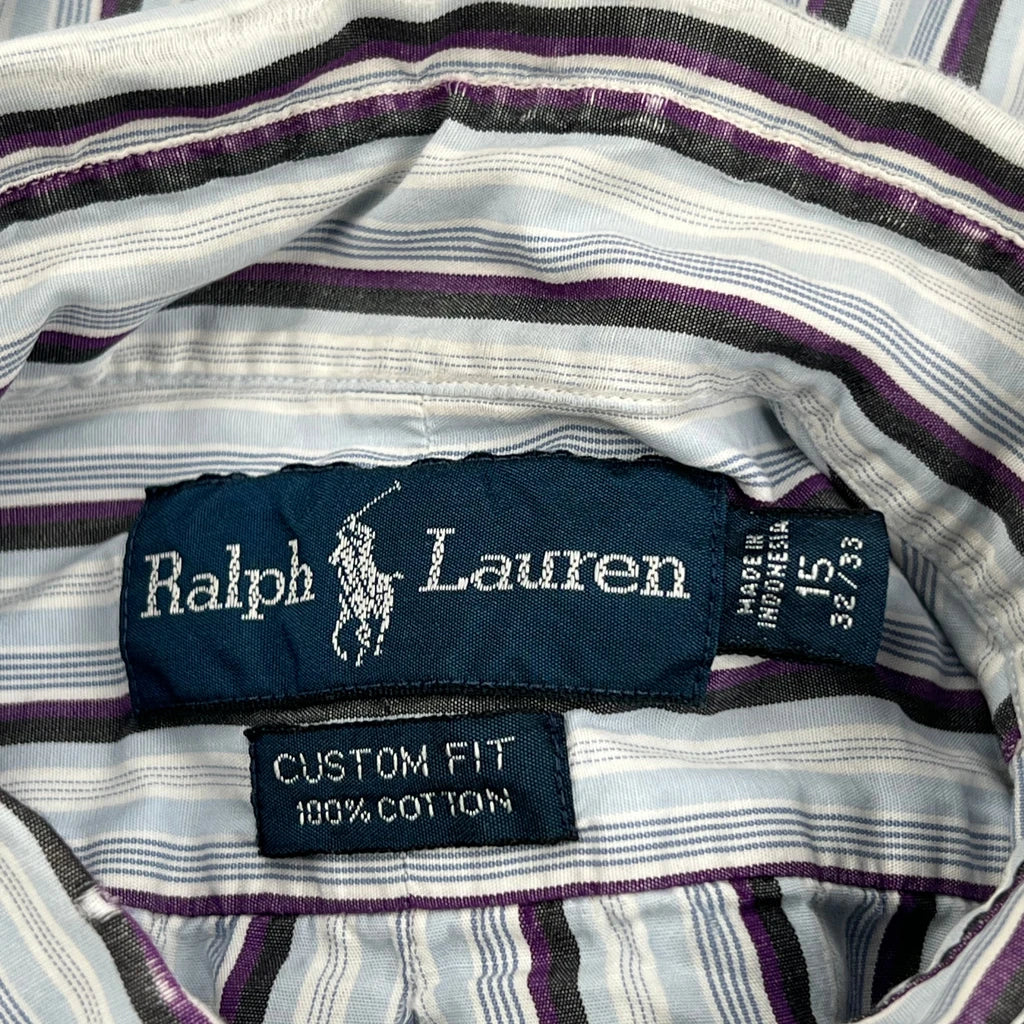 Ralph Lauren
MADE IN
INDONESIA
15
32/33
CUSTOM FIT
100% COTTON